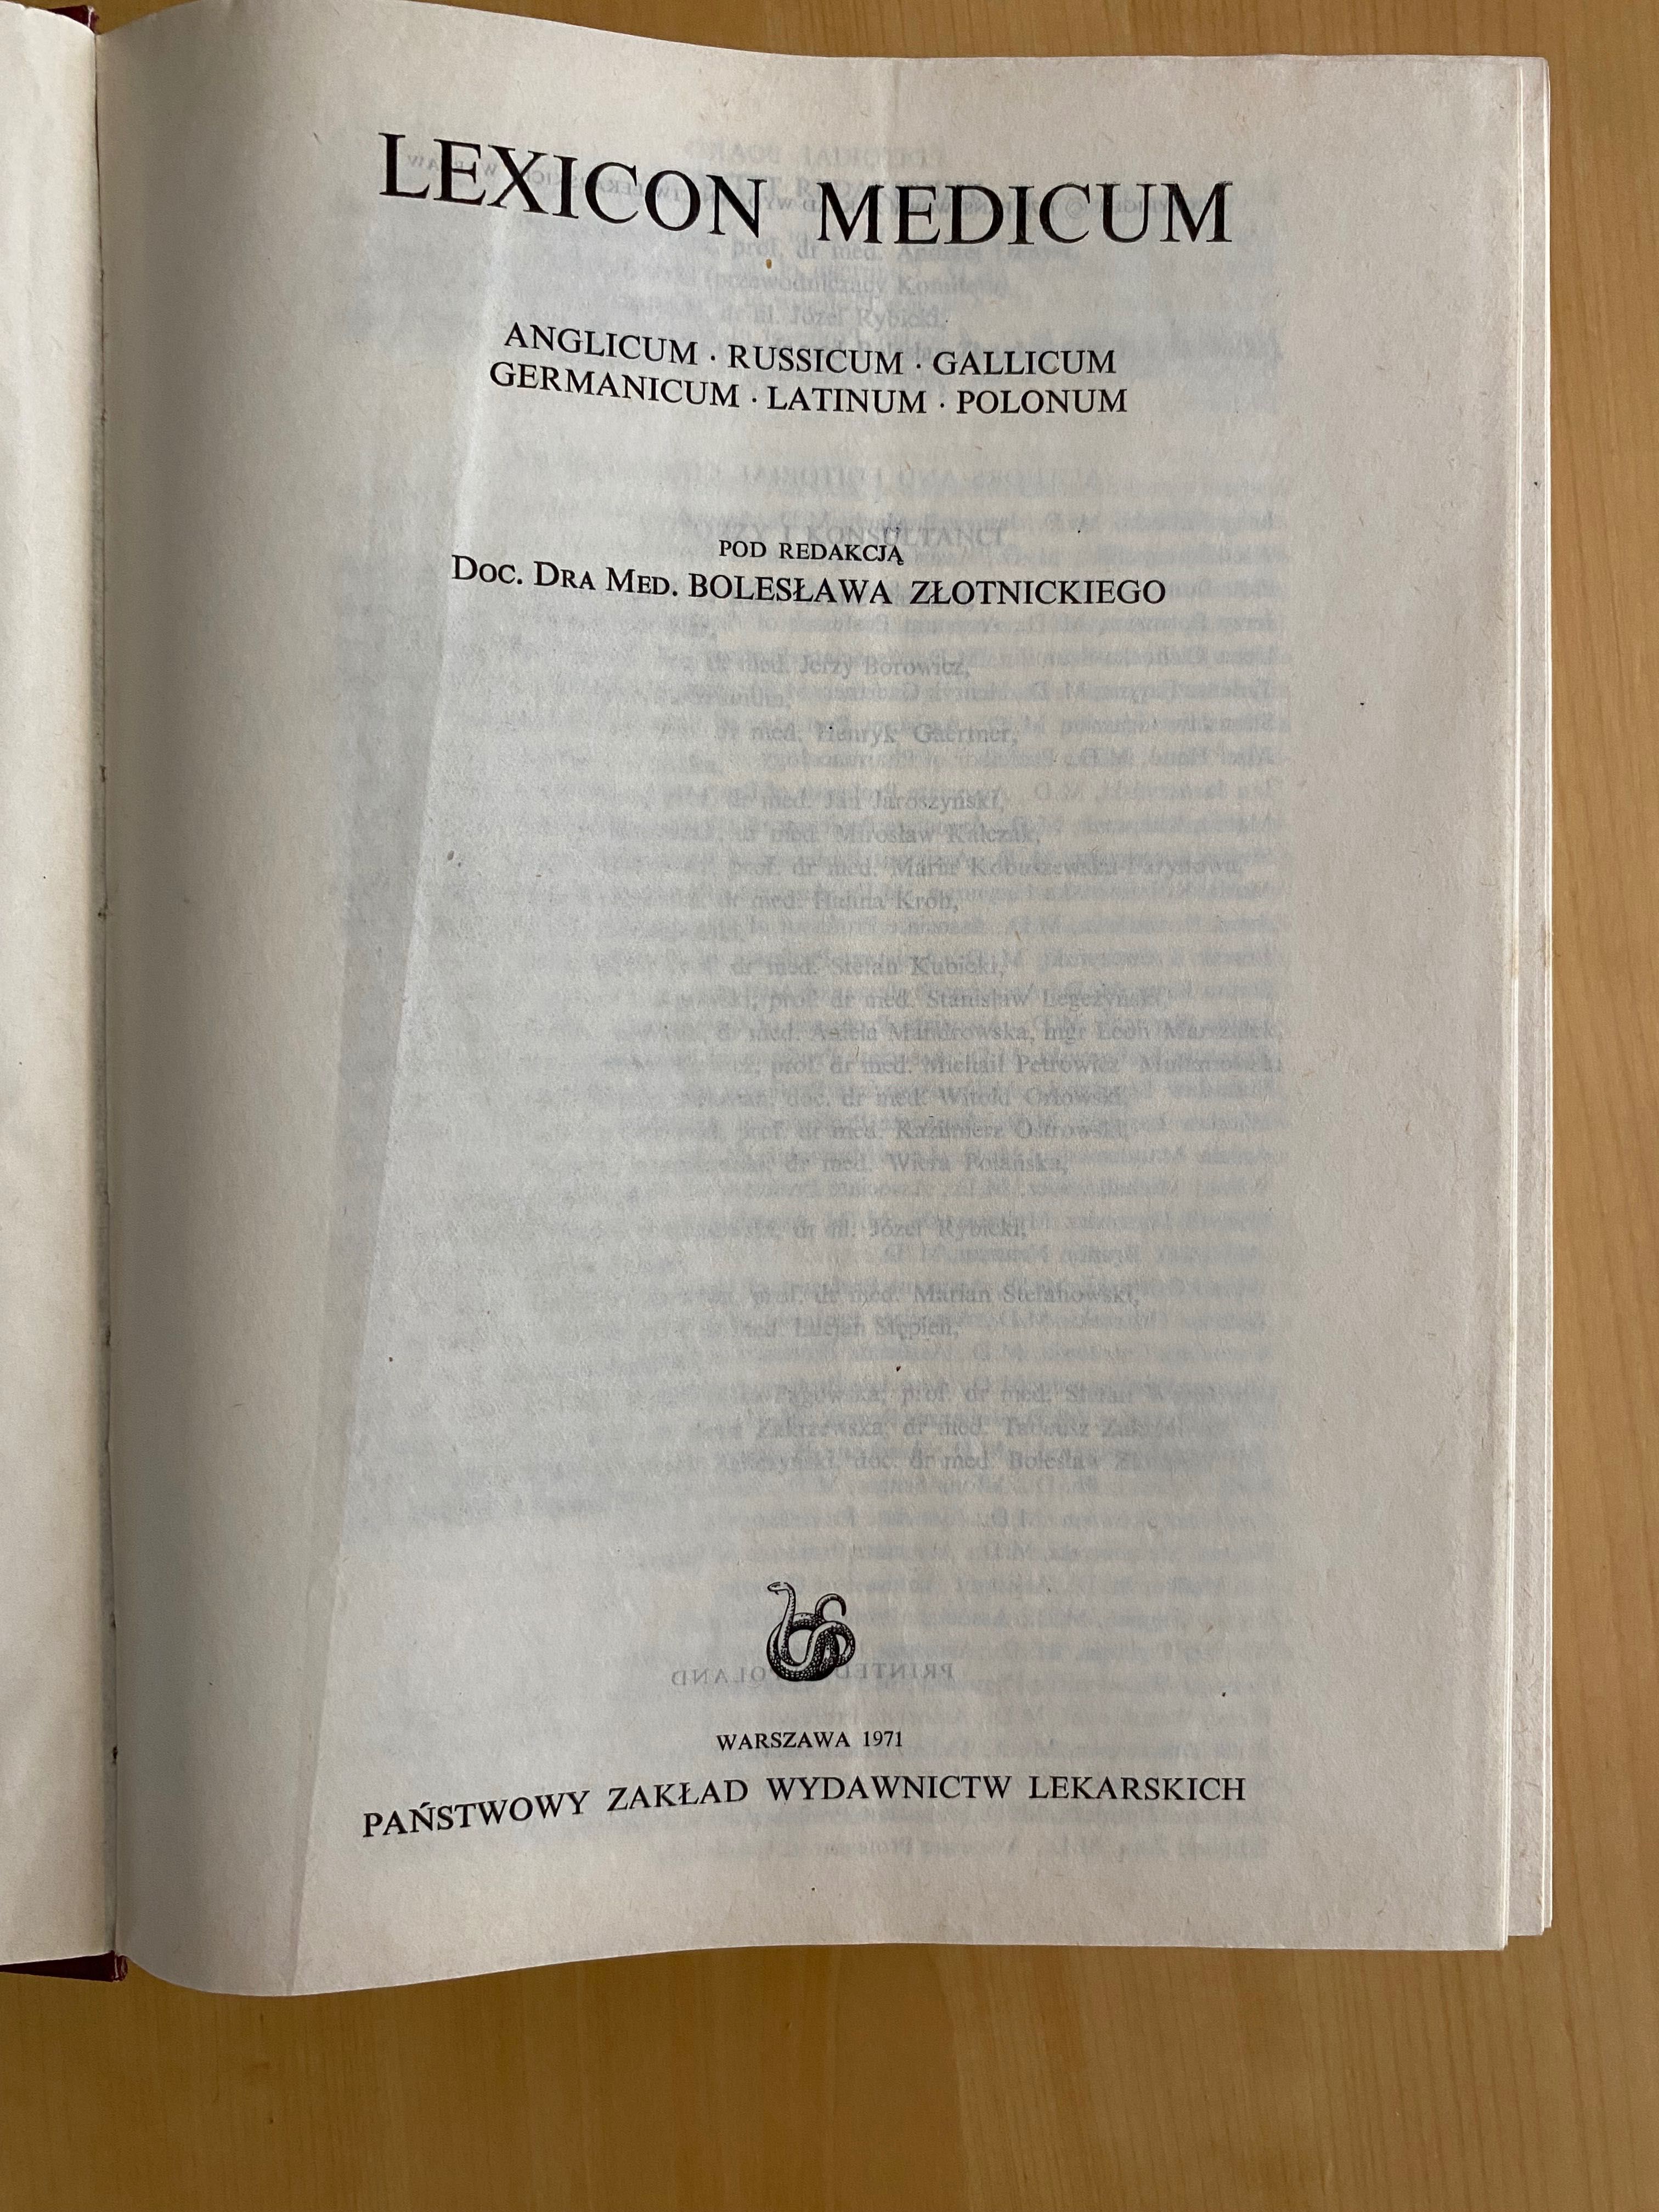 LEXICON MEDICUM
ANGLICUM · RUSSICUM · GALLICUM
GERMANICUM · LATINUM · POLONUM
POD REDAKCJĄ
Doc. Dra Med. BOLESŁAWA ZŁOTNICKIEGO
WARSZAWA 1971
PAŃSTWOWY ZAKŁAD WYDAWNICTW LEKARSKICH